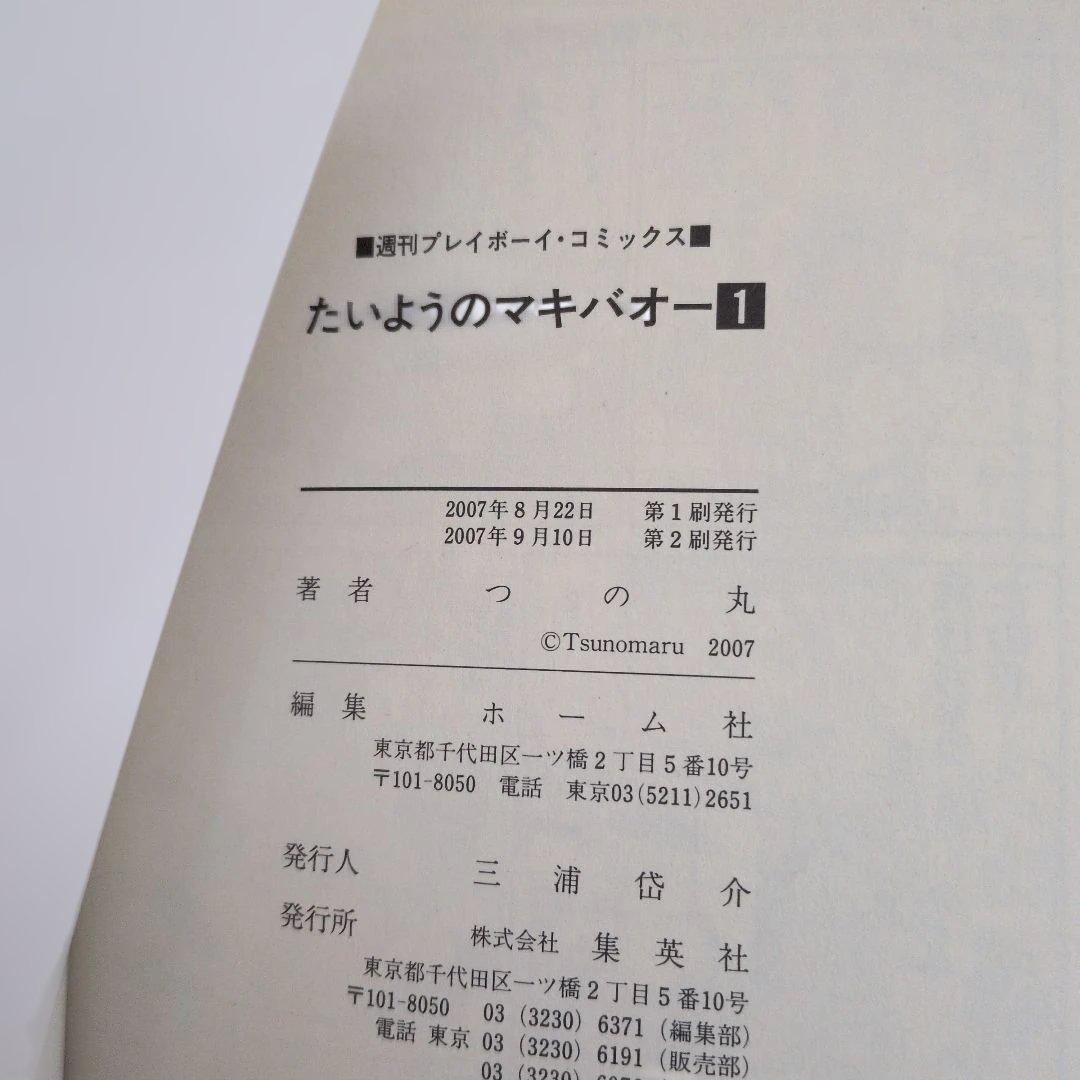 ■週刊プレイボーイ・コミックス■
たいようのマキバオー1
2007年8月22日 第1刷発行
2007年9月10日 第2刷発行
著者 つの丸
©Tsunomaru 2007
編集 ホーム社
東京都千代田区一ツ橋2丁目5番10号
〒101-8050 電話 東京03(5211)2651
発行人 三浦岱介
発行所 株式会社 集英社
東京都千代田区一ツ橋2丁目5番10号
〒101-8050 03 (3230) 6371 (編集部)
電話 東京 03 (3230) 6191 (販売部)
03 (3230)